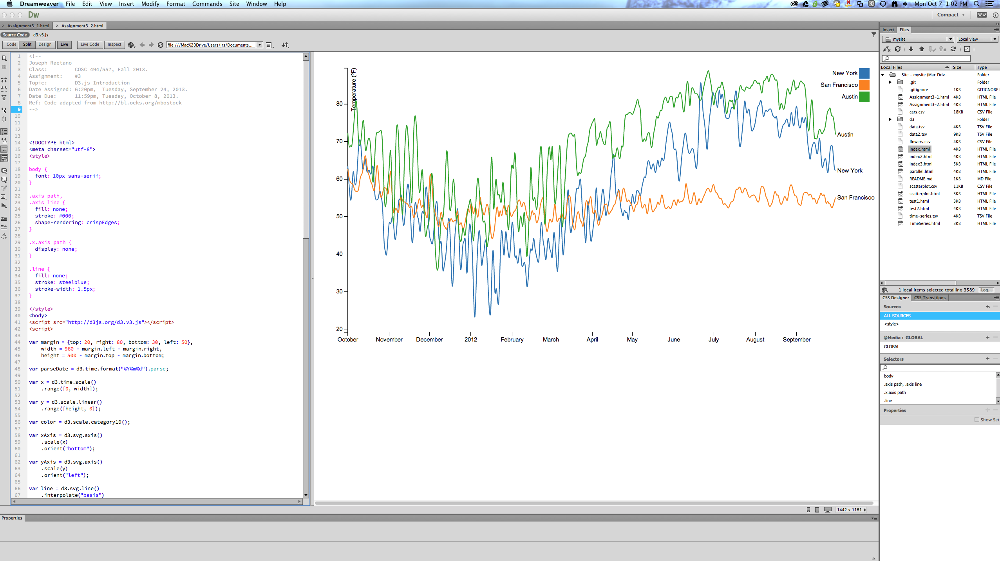 Dreamweaver File Edit View Insert Modify Format Commands Site Window Help
Mon Oct 7 1:02 PM
Dw
Compact
Assignment3-1.html
Assignment3-2.html
Source Code d3.v3.js
Code Split Design Live Live Code Inspect
file:///Mac%20Drive/Users/jrs/Documents...
1 <!--
2 Joseph Raetano
3 Class: COSC 494/557, Fall 2013.
4 Assignment: #3
5 Topic: D3.js Introduction
6 Date Assigned: 6:20pm, Tuesday, September 24, 2013.
7 Date Due: 11:59pm, Tuesday, October 8, 2013.
8 Ref: Code adapted from http://bl.ocks.org/mbostock
9 -->
10
11
12
13
14 <!DOCTYPE html>
15 <meta charset="utf-8">
16 <style>
17
18 body {
19 font: 10px sans-serif;
20 }
21
22 .axis path,
23 .axis line {
24 fill: none;
25 stroke: #000;
26 shape-rendering: crispEdges;
27 }
28
29 .x.axis path {
30 display: none;
31 }
32
33 .line {
34 fill: none;
35 stroke: steelblue;
36 stroke-width: 1.5px;
37 }
38
39 </style>
40 <body>
41 <script src="http://d3js.org/d3.v3.js"></script>
42 <script>
43
44 var margin = {top: 20, right: 80, bottom: 30, left: 50},
45 width = 960 - margin.left - margin.right,
46 height = 500 - margin.top - margin.bottom;
47
48 var parseDate = d3.time.format("%Y%m%d").parse;
49
50 var x = d3.time.scale()
51 .range([0, width]);
52
53 var y = d3.scale.linear()
54 .range([height, 0]);
55
56 var color = d3.scale.category10();
57
58 var xAxis = d3.svg.axis()
59 .scale(x)
60 .orient("bottom");
61
62 var yAxis = d3.svg.axis()
63 .scale(y)
64 .orient("left");
65
66 var line = d3.svg.line()
67 .interpolate("basis")
Temperature (ºF)
New York
San Francisco
Austin
80
70
60
50
40
30
20
Austin
New York
San Francisco
October November December 2012 February March April May June July August September
1442 x 1161
Properties
Insert Files
mysite Local view
Local Files Size Type
Site - mysite (Mac Driv... Folder
.git Folder
.gitignore 1KB GITIGNORE
Assignment3-1.html 4KB HTML File
Assignment3-2.html 4KB HTML File
cars.csv 18KB CSV File
d3 Folder
data.tsv 4KB TSV File
data2.tsv 9KB TSV File
flowers.csv 4KB CSV File
index.html 4KB HTML File
index2.html 4KB HTML File
index3.html 5KB HTML File
parallel.html 4KB HTML File
README.md 1KB MD File
scatterplot.csv 11KB CSV File
scatterplot.html 3KB HTML File
test1.html 3KB HTML File
test2.html 3KB HTML File
time-series.tsv 4KB TSV File
TimeSeries.html 3KB HTML File
1 local items selected totalling 3589 Log...
CSS Designer CSS Transitions
Sources
ALL SOURCES
<style>
@Media : GLOBAL
GLOBAL
Selectors
body
.axis path, .axis line
.x.axis path
.line
Properties
Show Set